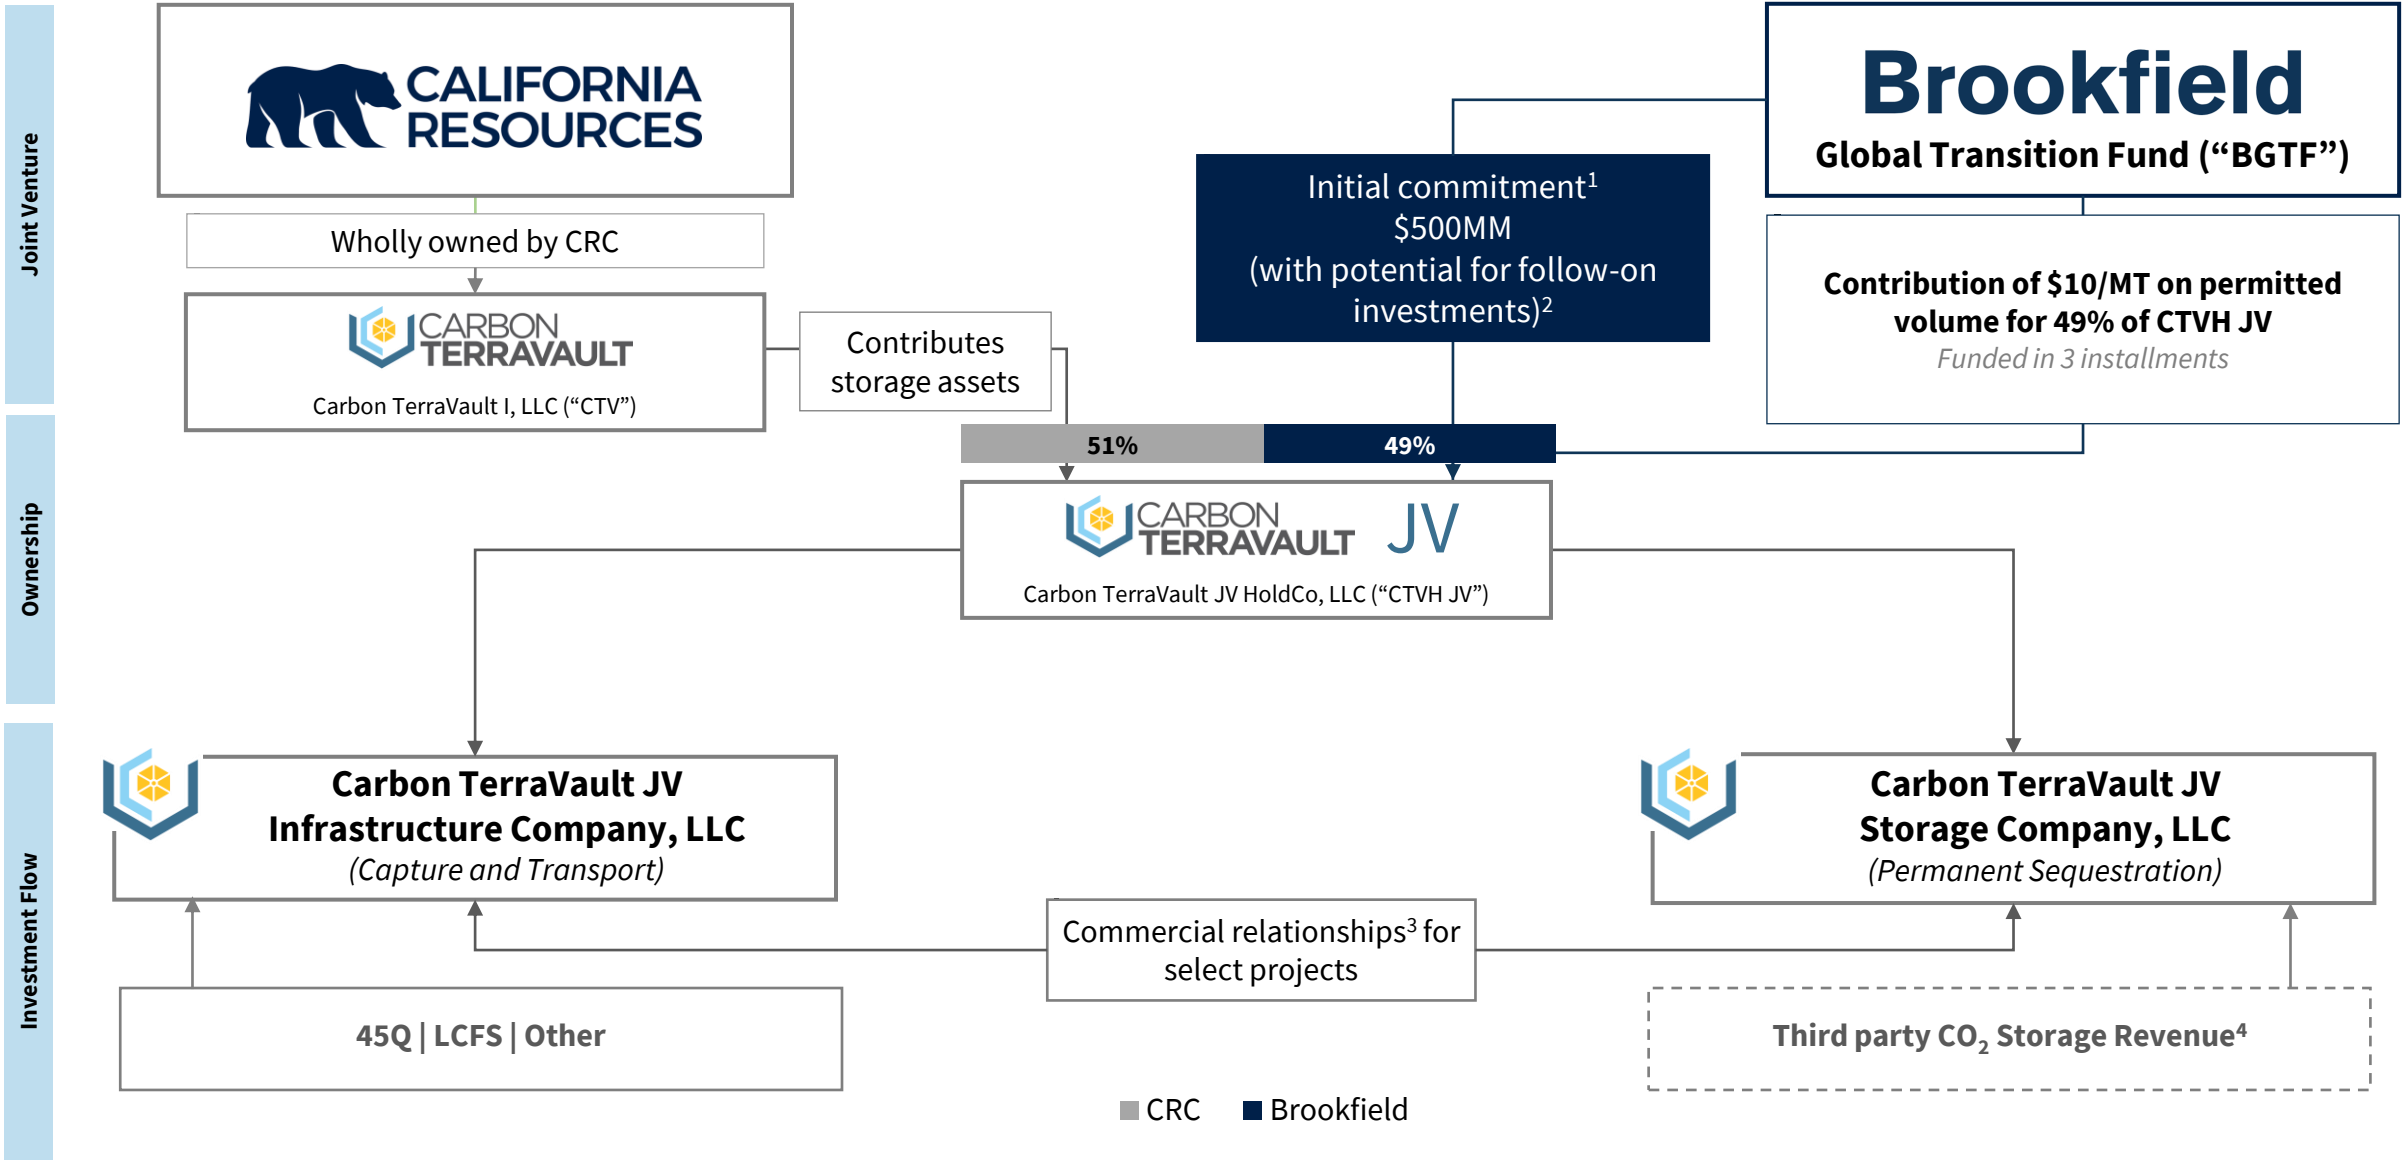 Joint Venture
CALIFORNIA
RESOURCES
Wholly owned by CRC
CARBON
TERRAVAULT
Carbon TerraVault I, LLC (“CTV”)
Contributes
storage assets
Initial commitment¹
$500MM
(with potential for follow-on
investments)²
Brookfield
Global Transition Fund (“BGTF”)
Contribution of $10/MT on permitted
volume for 49% of CTVH JV
Funded in 3 installments
Ownership
51%
49%
CARBON
TERRAVAULT JV
Carbon TerraVault JV HoldCo, LLC (“CTVH JV”)
Investment Flow
Carbon TerraVault JV
Infrastructure Company, LLC
(Capture and Transport)
Carbon TerraVault JV
Storage Company, LLC
(Permanent Sequestration)
Commercial relationships³ for
select projects
45Q | LCFS | Other
Third party CO₂ Storage Revenue⁴
CRC
Brookfield